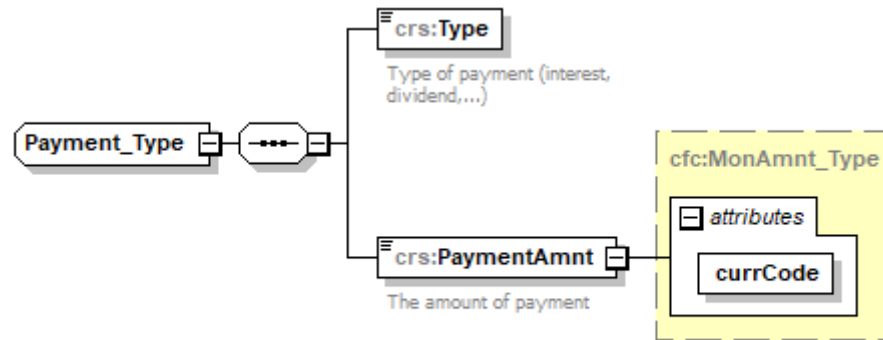 crs:Type
Type of payment (interest,
dividend,...)
Payment_Type
cfc:MonAmnt_Type
attributes
crs:PaymentAmnt
currCode
The amount of payment